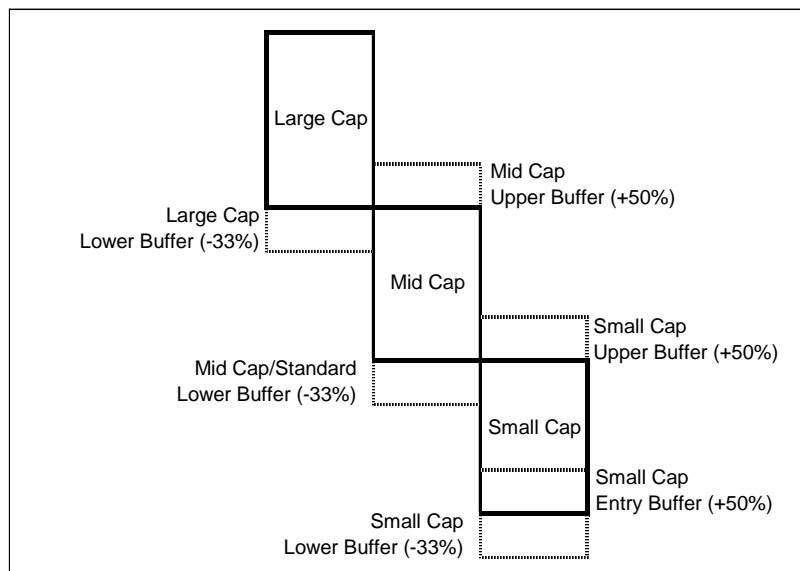 Large Cap
Mid Cap
Upper Buffer (+50%)
Large Cap
Lower Buffer (-33%)
Mid Cap
Small Cap
Upper Buffer (+50%)
Mid Cap/Standard
Lower Buffer (-33%)
Small Cap
Small Cap
Entry Buffer (+50%)
Small Cap
Lower Buffer (-33%)